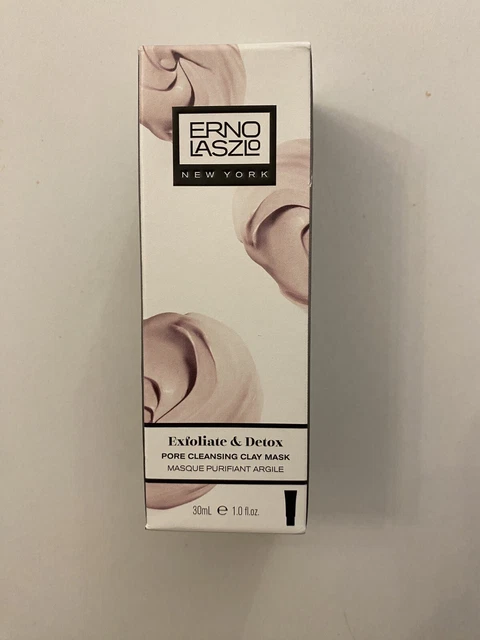 ERNO
LASZLO
NEW YORK
Exfoliate & Detox
PORE CLEANSING CLAY MASK
MASQUE PURIFIANT ARGILE
30mL ℮ 1.0 fl.oz.